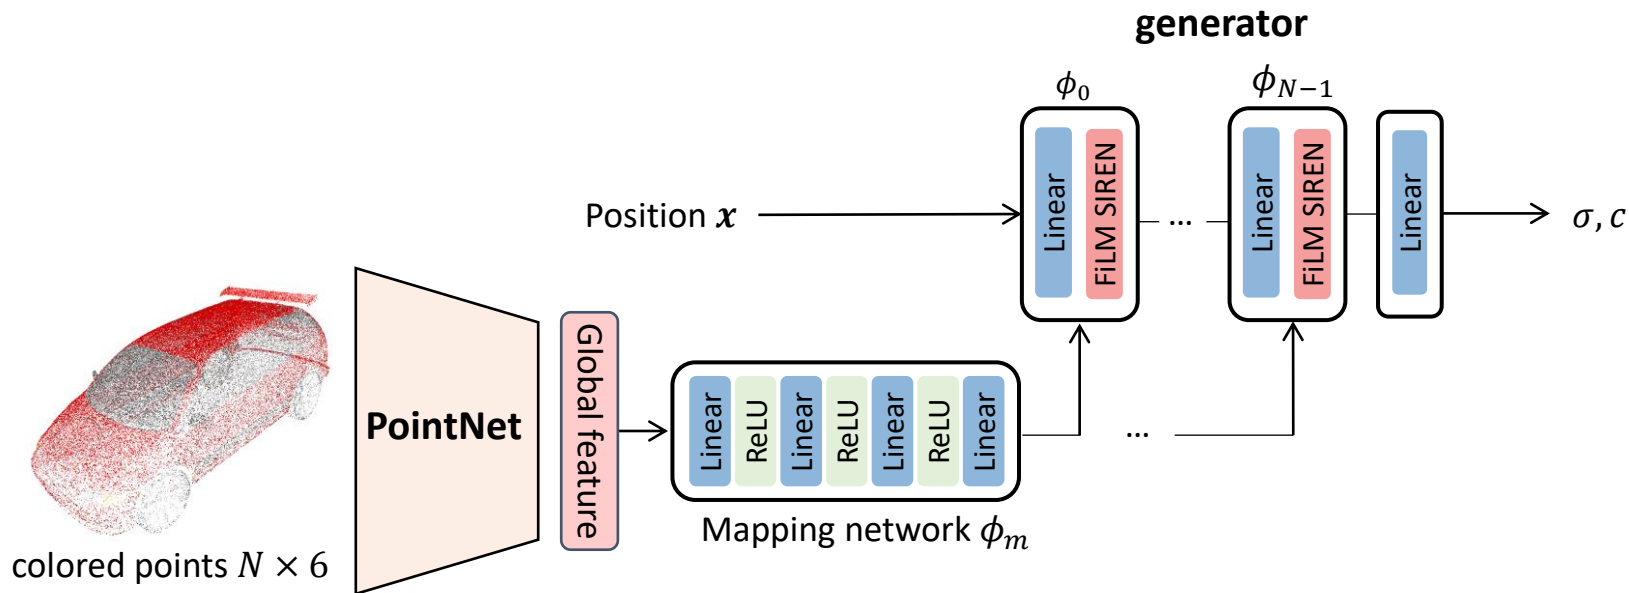 generator
ϕ₀
ϕ_{N−1}
Linear
FiLM SIREN
...
Linear
FiLM SIREN
Linear
Position x
σ, c
PointNet
Global feature
Linear
ReLU
Linear
ReLU
Linear
ReLU
Linear
...
Mapping network ϕₘ
colored points N × 6